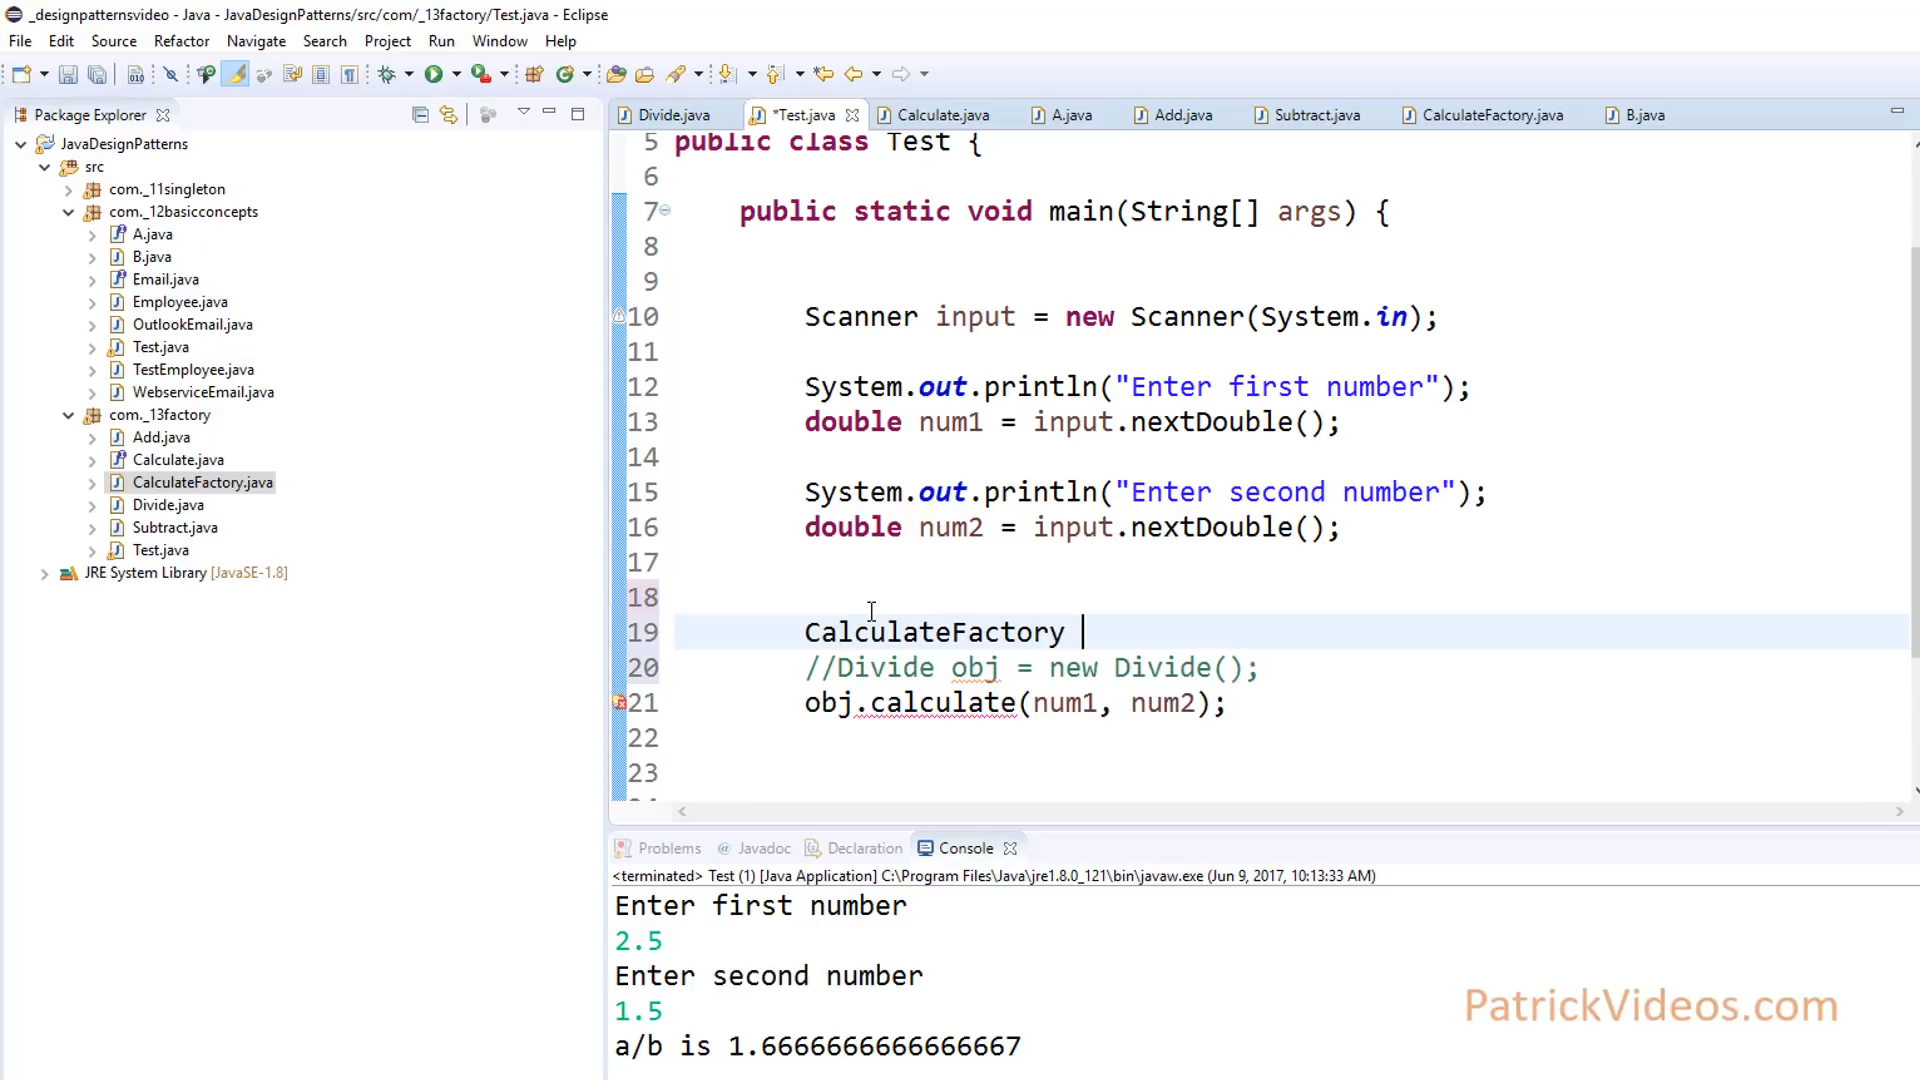 _designpatternsvideo - Java - JavaDesignPatterns/src/com/_13factory/Test.java - Eclipse
File Edit Source Refactor Navigate Search Project Run Window Help
Package Explorer
JavaDesignPatterns
src
com._11singleton
com._12basicconcepts
A.java
B.java
Email.java
Employee.java
OutlookEmail.java
Test.java
TestEmployee.java
WebserviceEmail.java
com._13factory
Add.java
Calculate.java
CalculateFactory.java
Divide.java
Subtract.java
Test.java
JRE System Library [JavaSE-1.8]
Divide.java *Test.java Calculate.java A.java Add.java Subtract.java CalculateFactory.java B.java
5 public class Test {
6
7 public static void main(String[] args) {
8
9
10 Scanner input = new Scanner(System.in);
11
12 System.out.println("Enter first number");
13 double num1 = input.nextDouble();
14
15 System.out.println("Enter second number");
16 double num2 = input.nextDouble();
17
18
19 CalculateFactory
20 //Divide obj = new Divide();
21 obj.calculate(num1, num2);
22
23
Problems @ Javadoc Declaration Console
<terminated> Test (1) [Java Application] C:\Program Files\Java\jre1.8.0_121\bin\javaw.exe (Jun 9, 2017, 10:13:33 AM)
Enter first number
2.5
Enter second number
1.5
a/b is 1.6666666666666667
PatrickVideos.com